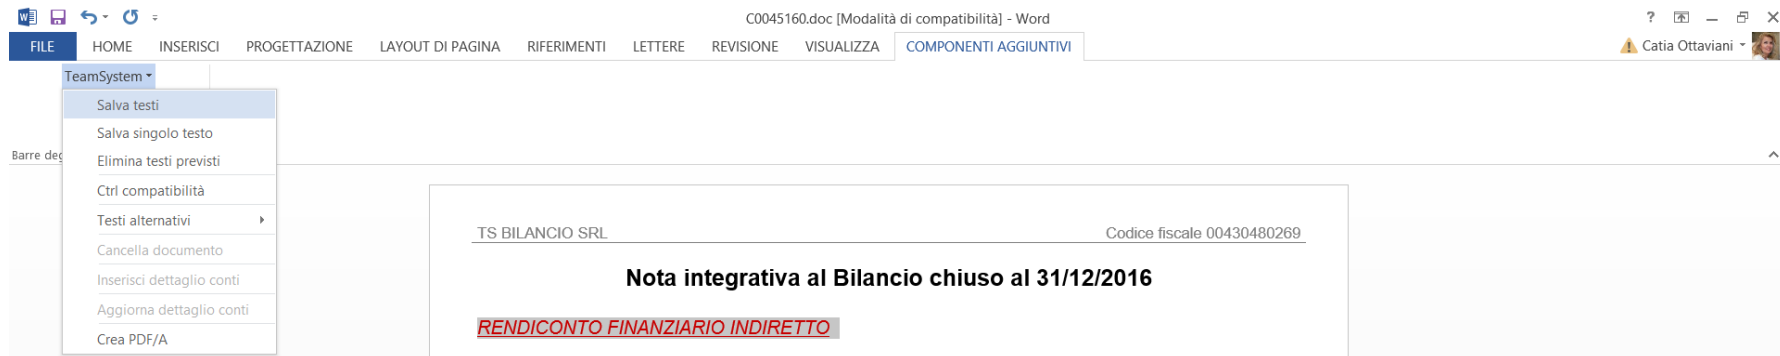 C0045160.doc [Modalità di compatibilità] - Word
FILE HOME INSERISCI PROGETTAZIONE LAYOUT DI PAGINA RIFERIMENTI LETTERE REVISIONE VISUALIZZA COMPONENTI AGGIUNTIVI Catia Ottaviani
TeamSystem
Salva testi
Salva singolo testo
Barre deg
Elimina testi previsti
Ctrl compatibilità
Testi alternativi
Cancella documento
Inserisci dettaglio conti
Aggiorna dettaglio conti
Crea PDF/A
TS BILANCIO SRL Codice fiscale 00430480269
Nota integrativa al Bilancio chiuso al 31/12/2016
RENDICONTO FINANZIARIO INDIRETTO